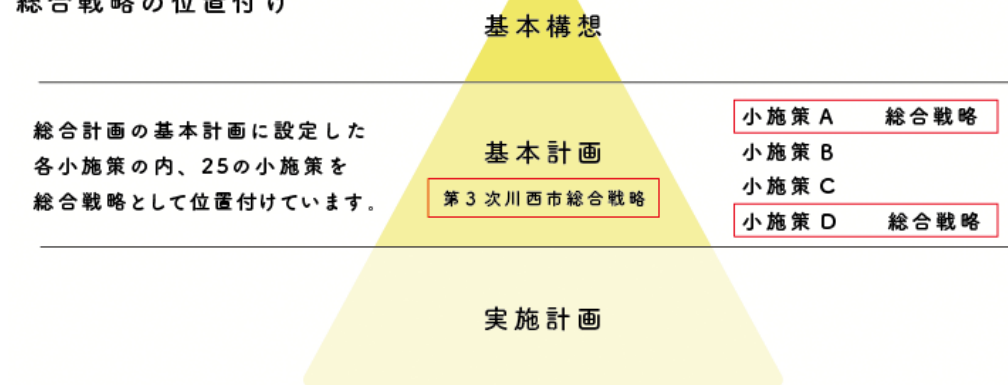 総合戦略の位置付け
基本構想
総合計画の基本計画に設定した
各小施策の内、25の小施策を
総合戦略として位置付けています。
基本計画
第3次川西市総合戦略
小施策A 総合戦略
小施策B
小施策C
小施策D 総合戦略
実施計画